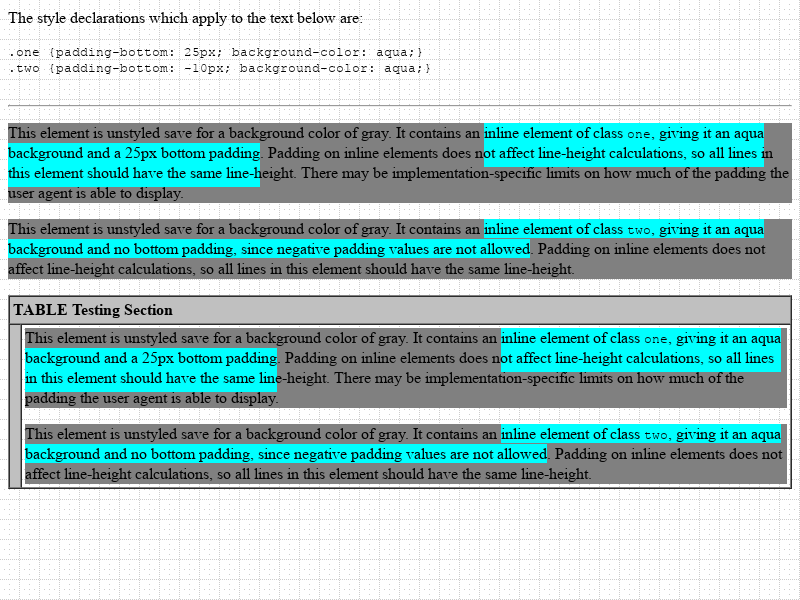 The style declarations which apply to the text below are:
.one {padding-bottom: 25px; background-color: aqua;}
.two {padding-bottom: -10px; background-color: aqua;}
This element is unstyled save for a background color of gray. It contains an inline element of class one, giving it an aqua
background and a 25px bottom padding. Padding on inline elements does not affect line-height calculations, so all lines in
this element should have the same line-height. There may be implementation-specific limits on how much of the padding the
user agent is able to display.
This element is unstyled save for a background color of gray. It contains an inline element of class two, giving it an aqua
background and no bottom padding, since negative padding values are not allowed. Padding on inline elements does not
affect line-height calculations, so all lines in this element should have the same line-height.
TABLE Testing Section
This element is unstyled save for a background color of gray. It contains an inline element of class one, giving it an aqua
background and a 25px bottom padding. Padding on inline elements does not affect line-height calculations, so all lines
in this element should have the same line-height. There may be implementation-specific limits on how much of the
padding the user agent is able to display.
This element is unstyled save for a background color of gray. It contains an inline element of class two, giving it an aqua
background and no bottom padding, since negative padding values are not allowed. Padding on inline elements does not
affect line-height calculations, so all lines in this element should have the same line-height.